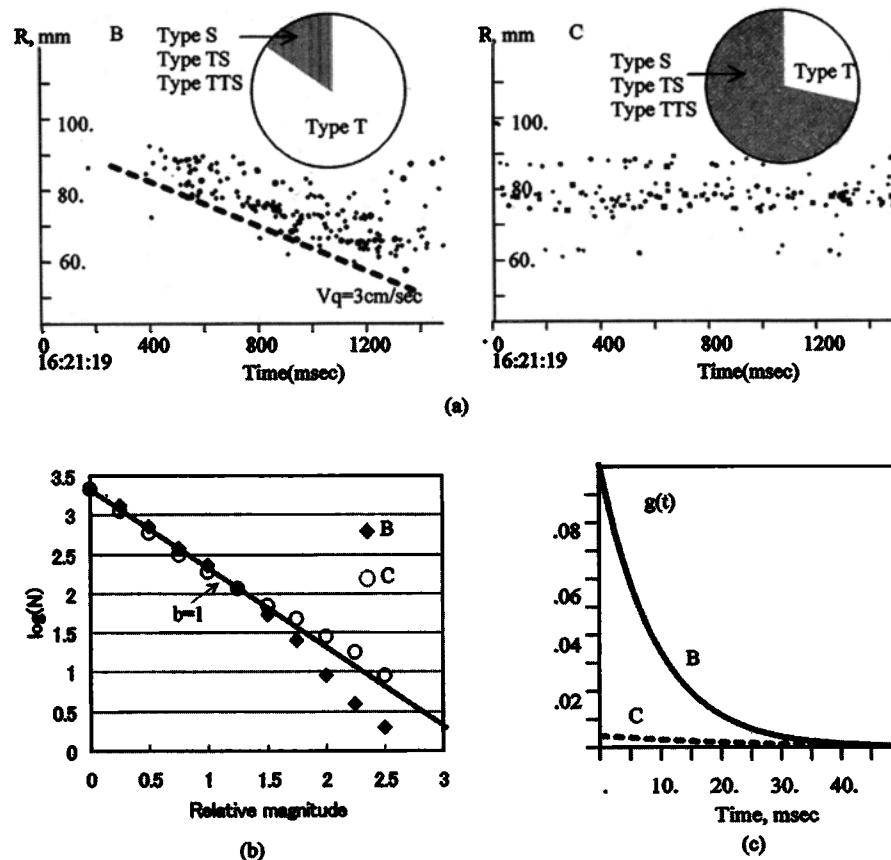 R, mm B
Type S
Type TS
Type TTS
Type T
100.
80.
60.
Vq=3cm/sec
400 800 1200
16:21:19
Time(msec)
R, mm C
Type S
Type TS
Type TTS
Type T
100.
80.
60.
400 800 1200
16:21:19
Time(msec)
(a)
3.5
3
2.5
2
1.5
1
0.5
0
log(N)
B
C
b=1
0 0.5 1 1.5 2 2.5 3
Relative magnitude
(b)
.08
.06
.04
.02
g(t)
B
C
. 10. 20. 30. 40.
Time, msec
(c)